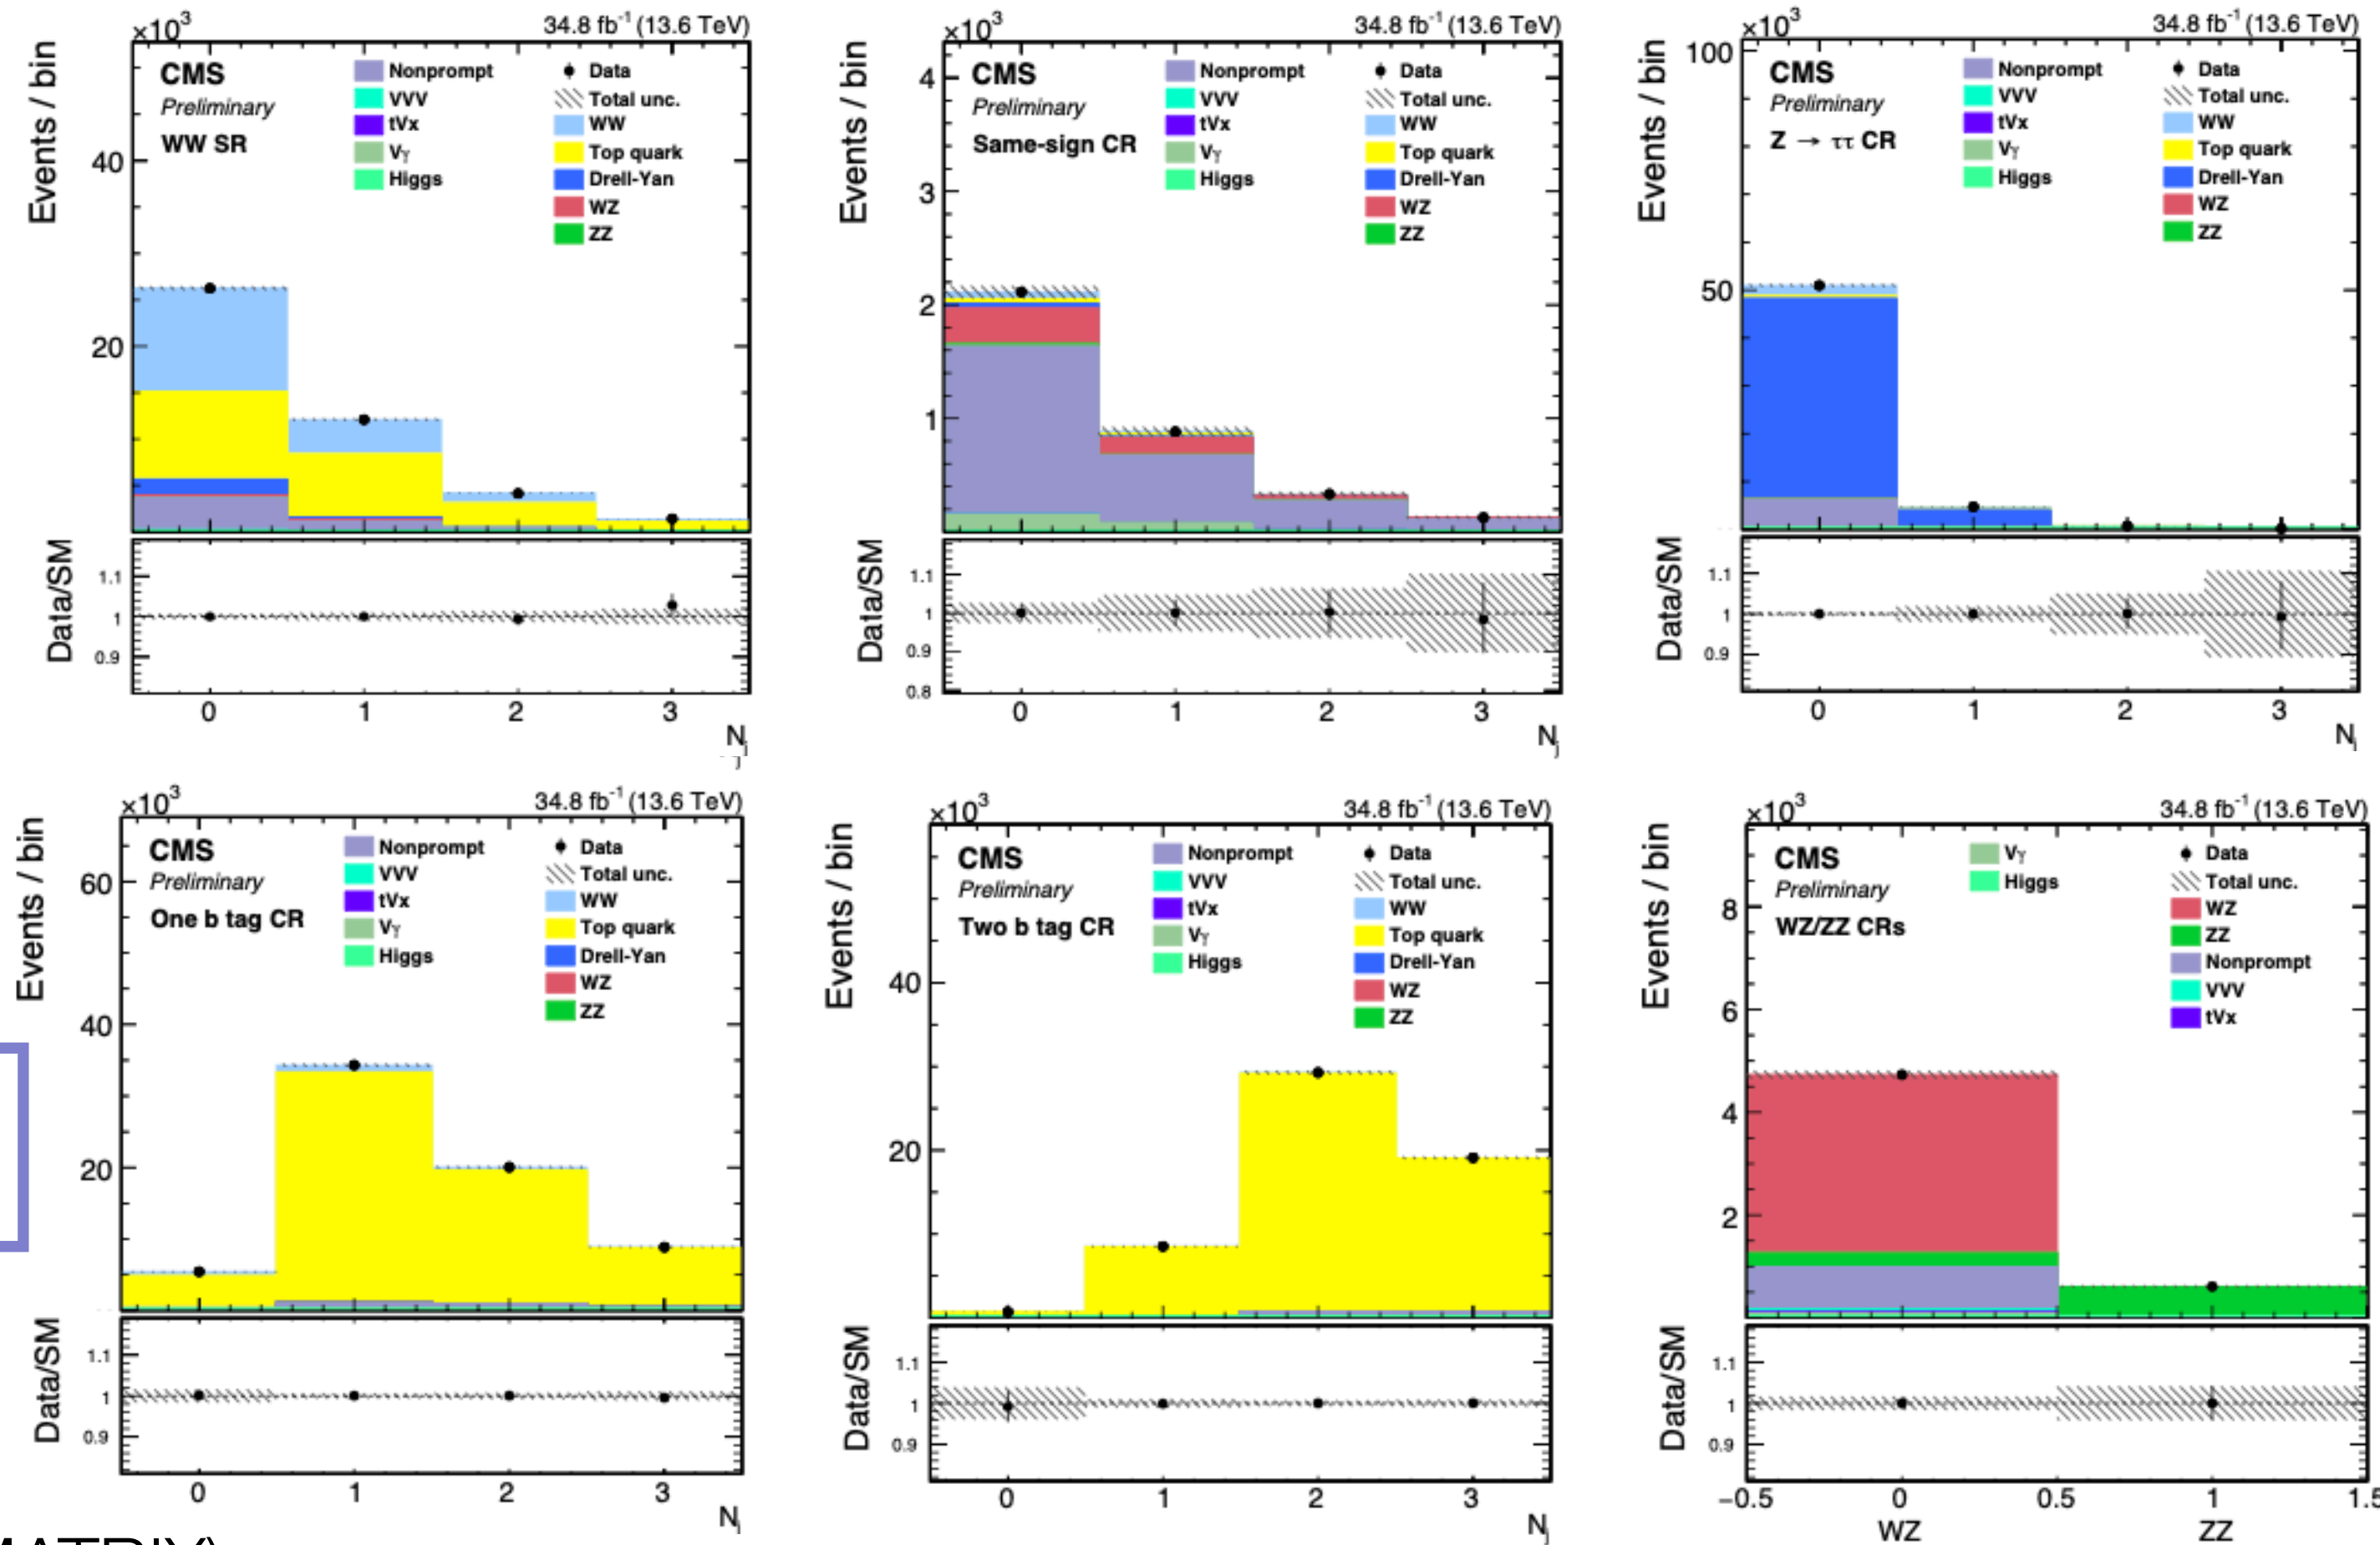 ×10³ 34.8 fb⁻¹ (13.6 TeV)
Events / bin
CMS
Preliminary
WW SR
Nonprompt
VVV
tVx
Vγ
Higgs
Data
Total unc.
WW
Top quark
Drell-Yan
WZ
ZZ
40
20
Data/SM
1.1
1
0.9
0 1 2 3
Nj
×10³ 34.8 fb⁻¹ (13.6 TeV)
Events / bin
CMS
Preliminary
Same-sign CR
Nonprompt
VVV
tVx
Vγ
Higgs
Data
Total unc.
WW
Top quark
Drell-Yan
WZ
ZZ
4
3
2
1
Data/SM
1.1
1
0.9
0.8
0 1 2 3
Nj
×10³ 34.8 fb⁻¹ (13.6 TeV)
Events / bin
CMS
Preliminary
Z → ττ CR
Nonprompt
VVV
tVx
Vγ
Higgs
Data
Total unc.
WW
Top quark
Drell-Yan
WZ
ZZ
100
50
Data/SM
1.1
1
0.9
0 1 2 3
Nj
×10³ 34.8 fb⁻¹ (13.6 TeV)
Events / bin
CMS
Preliminary
One b tag CR
Nonprompt
VVV
tVx
Vγ
Higgs
Data
Total unc.
WW
Top quark
Drell-Yan
WZ
ZZ
60
40
20
Data/SM
1.1
1
0.9
0 1 2 3
Nj
×10³ 34.8 fb⁻¹ (13.6 TeV)
Events / bin
CMS
Preliminary
Two b tag CR
Nonprompt
VVV
tVx
Vγ
Higgs
Data
Total unc.
WW
Top quark
Drell-Yan
WZ
ZZ
40
20
Data/SM
1.1
1
0.9
0 1 2 3
Nj
×10³ 34.8 fb⁻¹ (13.6 TeV)
Events / bin
CMS
Preliminary
WZ/ZZ CRs
Vγ
Higgs
Data
Total unc.
WZ
ZZ
Nonprompt
VVV
tVx
8
6
4
2
Data/SM
1.1
1
0.9
−0.5 0 0.5 1 1.5
WZ ZZ
MATRIX)